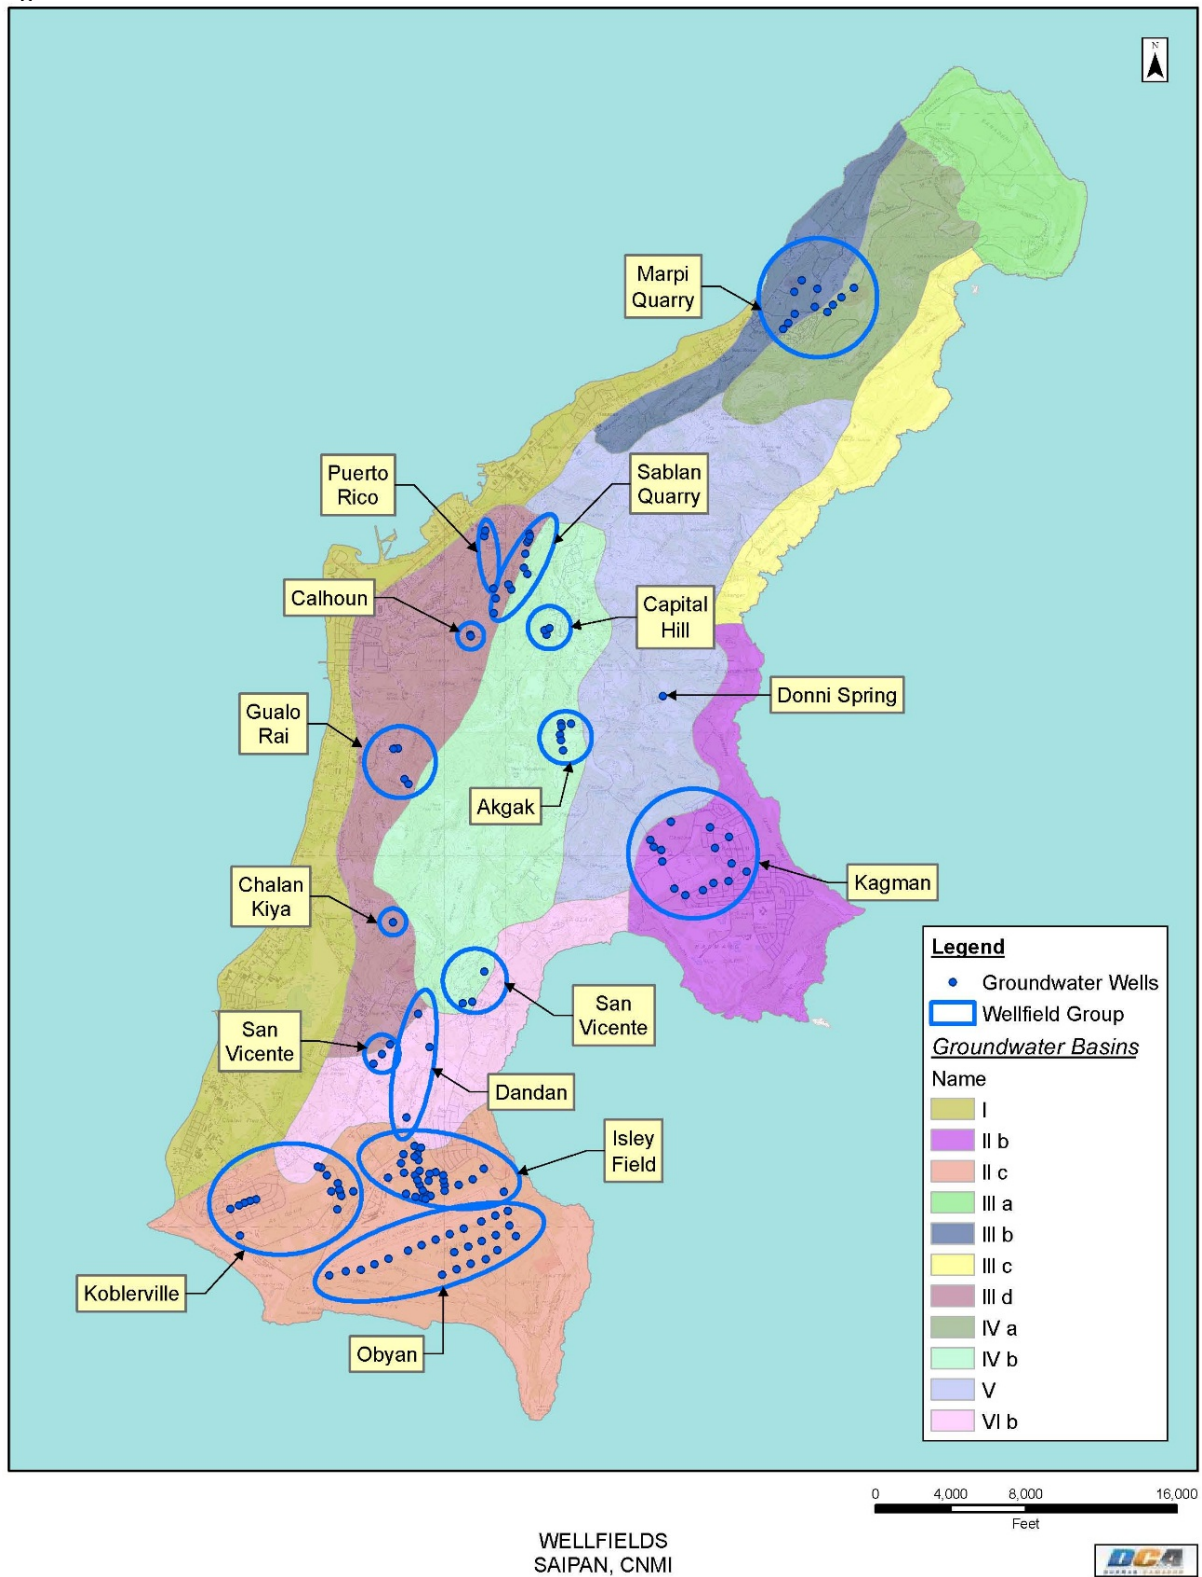 N
Marpi
Quarry
Puerto
Rico
Sablan
Quarry
Calhoun
Capital
Hill
Donni Spring
Gualo
Rai
Akgak
Kagman
Chalan
Kiya
San
Vicente
San
Vicente
Dandan
Isley
Field
Koblerville
Obyan
Legend
Groundwater Wells
Wellfield Group
Groundwater Basins
Name
I
II b
II c
III a
III b
III c
III d
IV a
IV b
V
VI b
0 4,000 8,000 16,000
Feet
WELLFIELDS
SAIPAN, CNMI
DCA